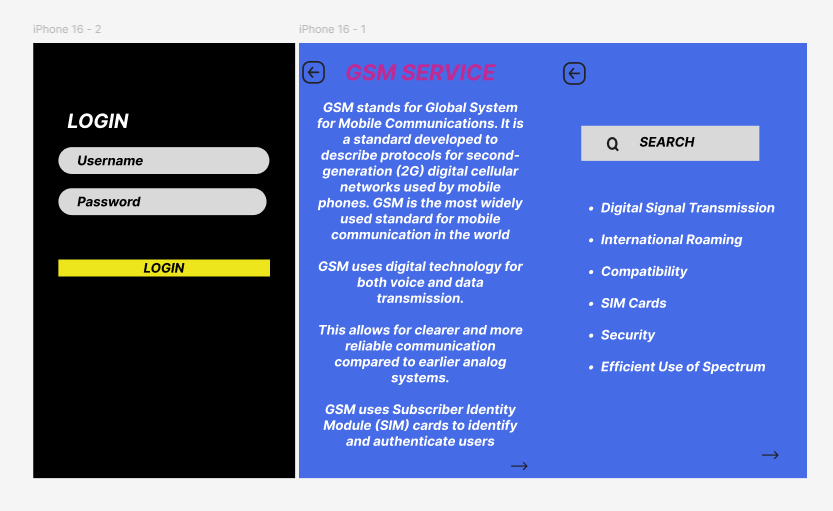 iPhone 16 - 2
LOGIN
Username
Password
LOGIN
iPhone 16 - 1
GSM SERVICE
GSM stands for Global System
for Mobile Communications. It is
a standard developed to
describe protocols for second-
generation (2G) digital cellular
networks used by mobile
phones. GSM is the most widely
used standard for mobile
communication in the world
GSM uses digital technology for
both voice and data
transmission.
This allows for clearer and more
reliable communication
compared to earlier analog
systems.
GSM uses Subscriber Identity
Module (SIM) cards to identify
and authenticate users
SEARCH
• Digital Signal Transmission
• International Roaming
• Compatibility
• SIM Cards
• Security
• Efficient Use of Spectrum